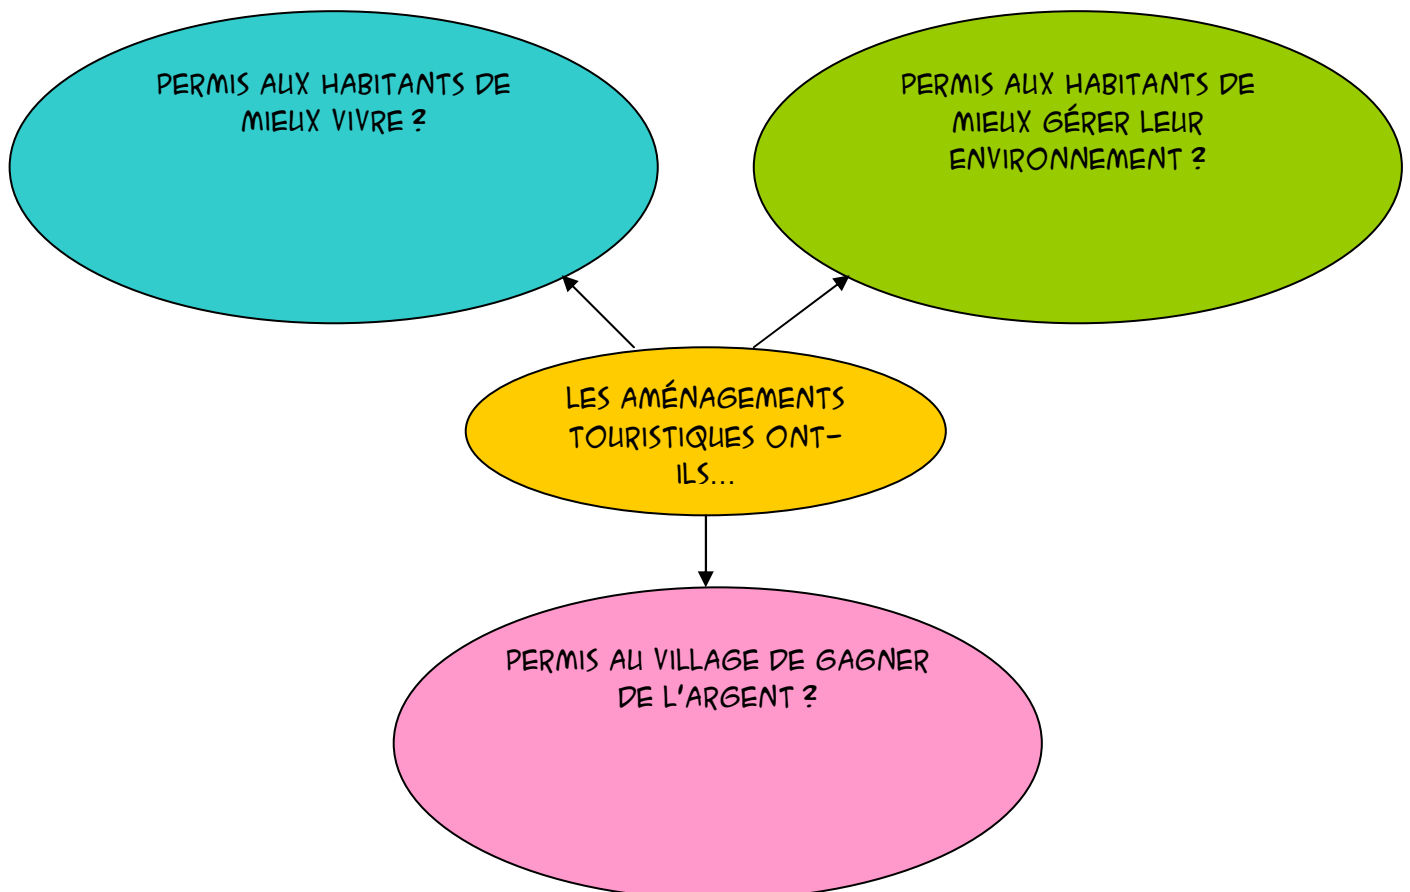 PERMIS AUX HABITANTS DE
MIEUX VIVRE ?
PERMIS AUX HABITANTS DE
MIEUX GÉRER LEUR
ENVIRONNEMENT ?
LES AMÉNAGEMENTS
TOURISTIQUES ONT-
ILS...
PERMIS AU VILLAGE DE GAGNER
DE L'ARGENT ?